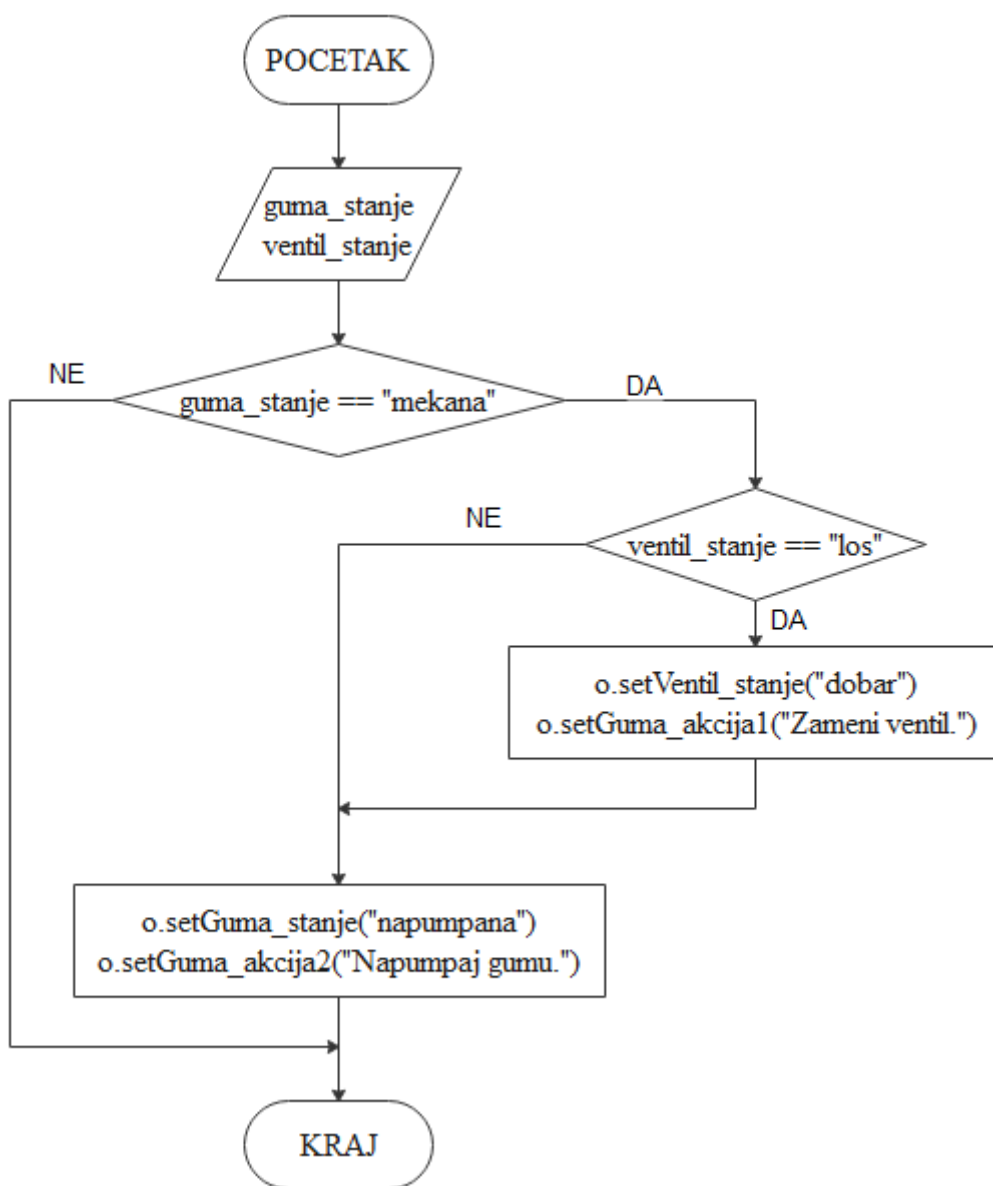 POCETAK
guma_stanje
ventil_stanje
NE
guma_stanje == "mekana"
DA
NE
ventil_stanje == "los"
DA
o.setVentil_stanje("dobar")
o.setGuma_akcija1("Zameni ventil.")
o.setGuma_stanje("napumpana")
o.setGuma_akcija2("Napumpaj gumu.")
KRAJ